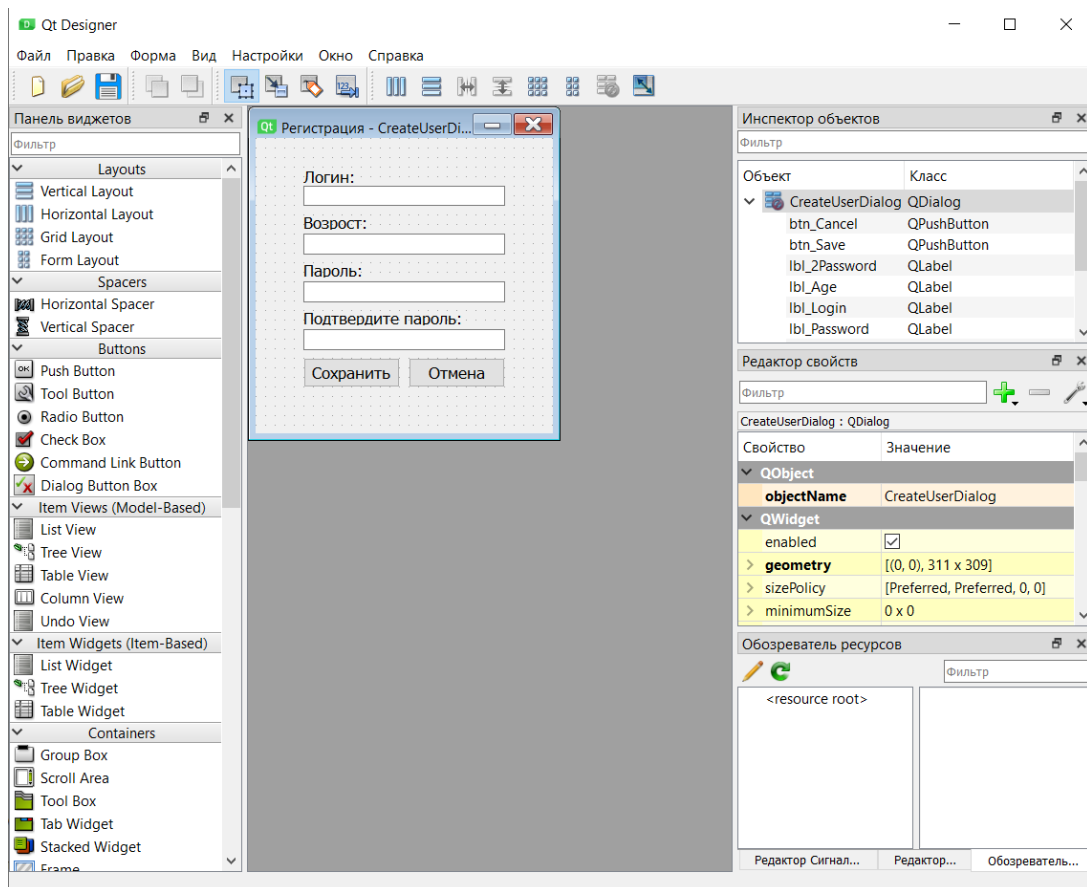 Qt Designer
Файл Правка Форма Вид Настройки Окно Справка
Панель виджетов
Фильтр
Layouts
Vertical Layout
Horizontal Layout
Grid Layout
Form Layout
Spacers
Horizontal Spacer
Vertical Spacer
Buttons
Push Button
Tool Button
Radio Button
Check Box
Command Link Button
Dialog Button Box
Item Views (Model-Based)
List View
Tree View
Table View
Column View
Undo View
Item Widgets (Item-Based)
List Widget
Tree Widget
Table Widget
Containers
Group Box
Scroll Area
Tool Box
Tab Widget
Stacked Widget
Frame
Qt Регистрация - CreateUserDi...
Логин:
Возрост:
Пароль:
Подтвердите пароль:
Сохранить Отмена
Инспектор объектов
Фильтр
Объект Класс
CreateUserDialog QDialog
btn_Cancel QPushButton
btn_Save QPushButton
lbl_2Password QLabel
lbl_Age QLabel
lbl_Login QLabel
lbl_Password QLabel
Редактор свойств
Фильтр
CreateUserDialog : QDialog
Свойство Значение
QObject
objectName CreateUserDialog
QWidget
enabled
geometry [(0, 0), 311 x 309]
sizePolicy [Preferred, Preferred, 0, 0]
minimumSize 0 x 0
Обозреватель ресурсов
Фильтр
<resource root>
Редактор Сигнал... Редактор... Обозреватель...